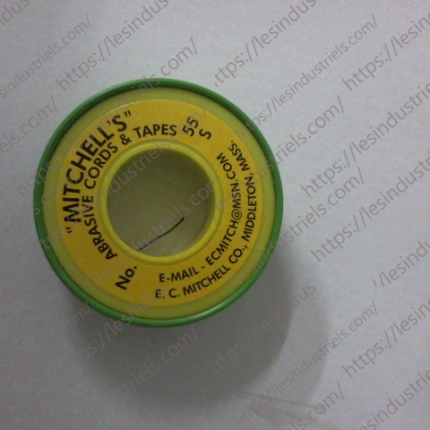 "MITCHELL'S"
ABRASIVE CORDS & TAPES
No.
55 S
E-MAIL - ECMITCH@MSN.COM
E. C. MITCHELL CO., MIDDLETON, MASS.
https://lesindustriels.com/